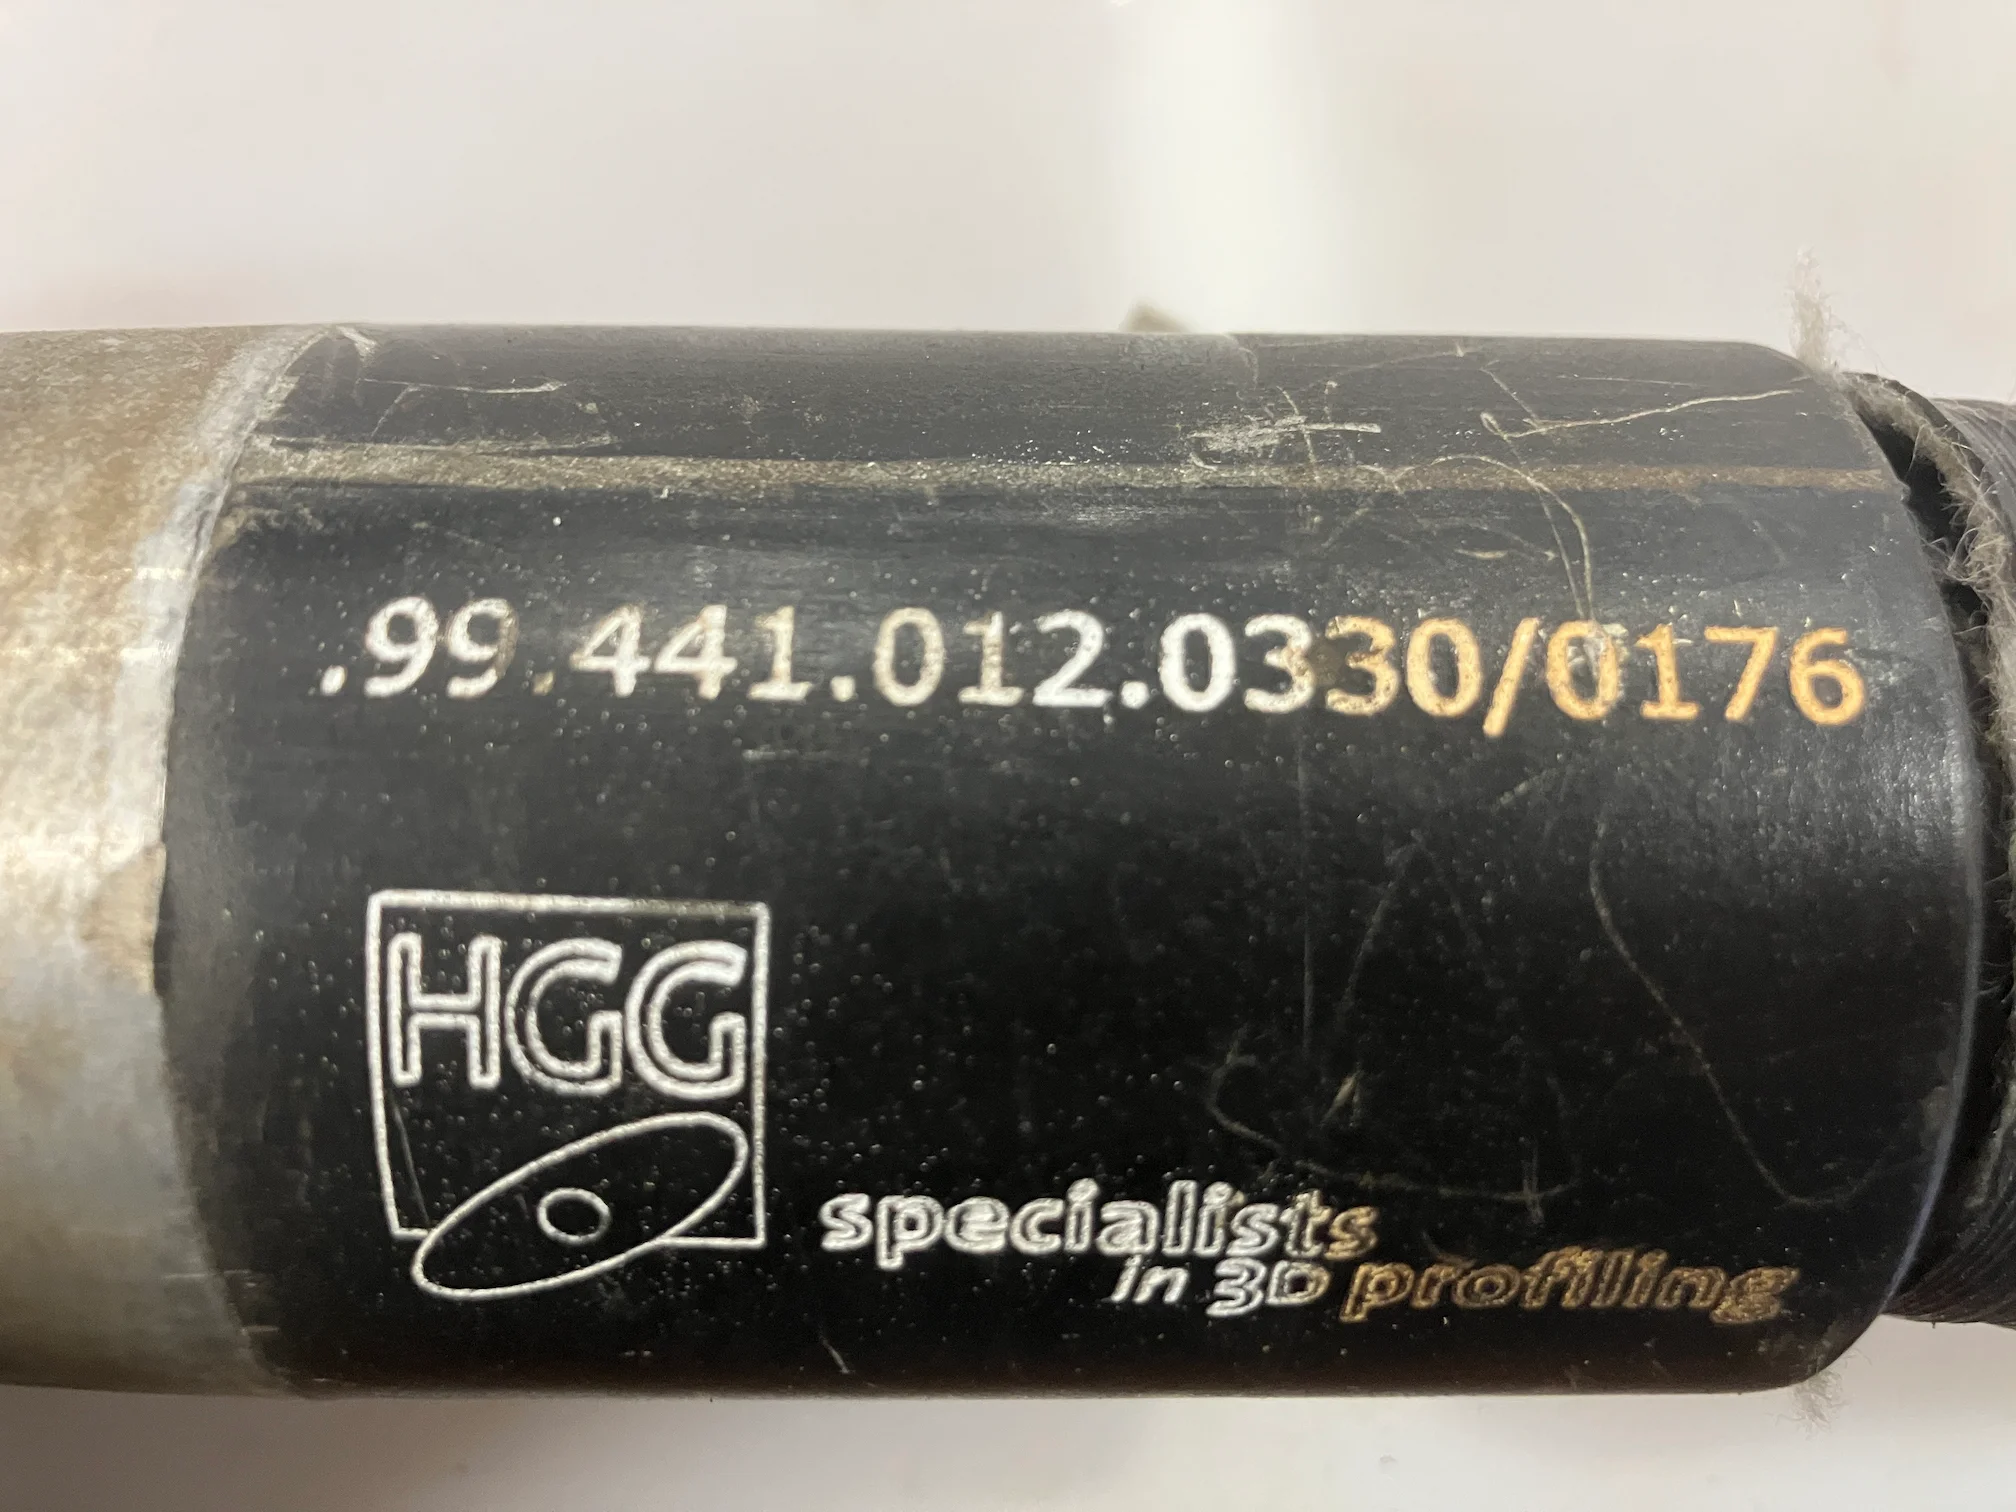 .99.441.012.0330/0176
HGG
specialists
in 3D profiling